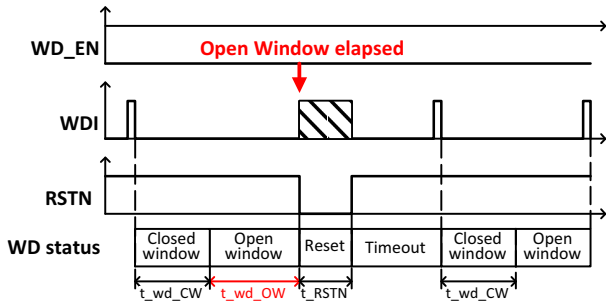 WD_EN
Open Window elapsed
WDI
RSTN
WD status
Closed window
Open window
Reset
Timeout
Closed window
Open window
t_wd_CW
t_wd_OW
t_RSTN
t_wd_CW